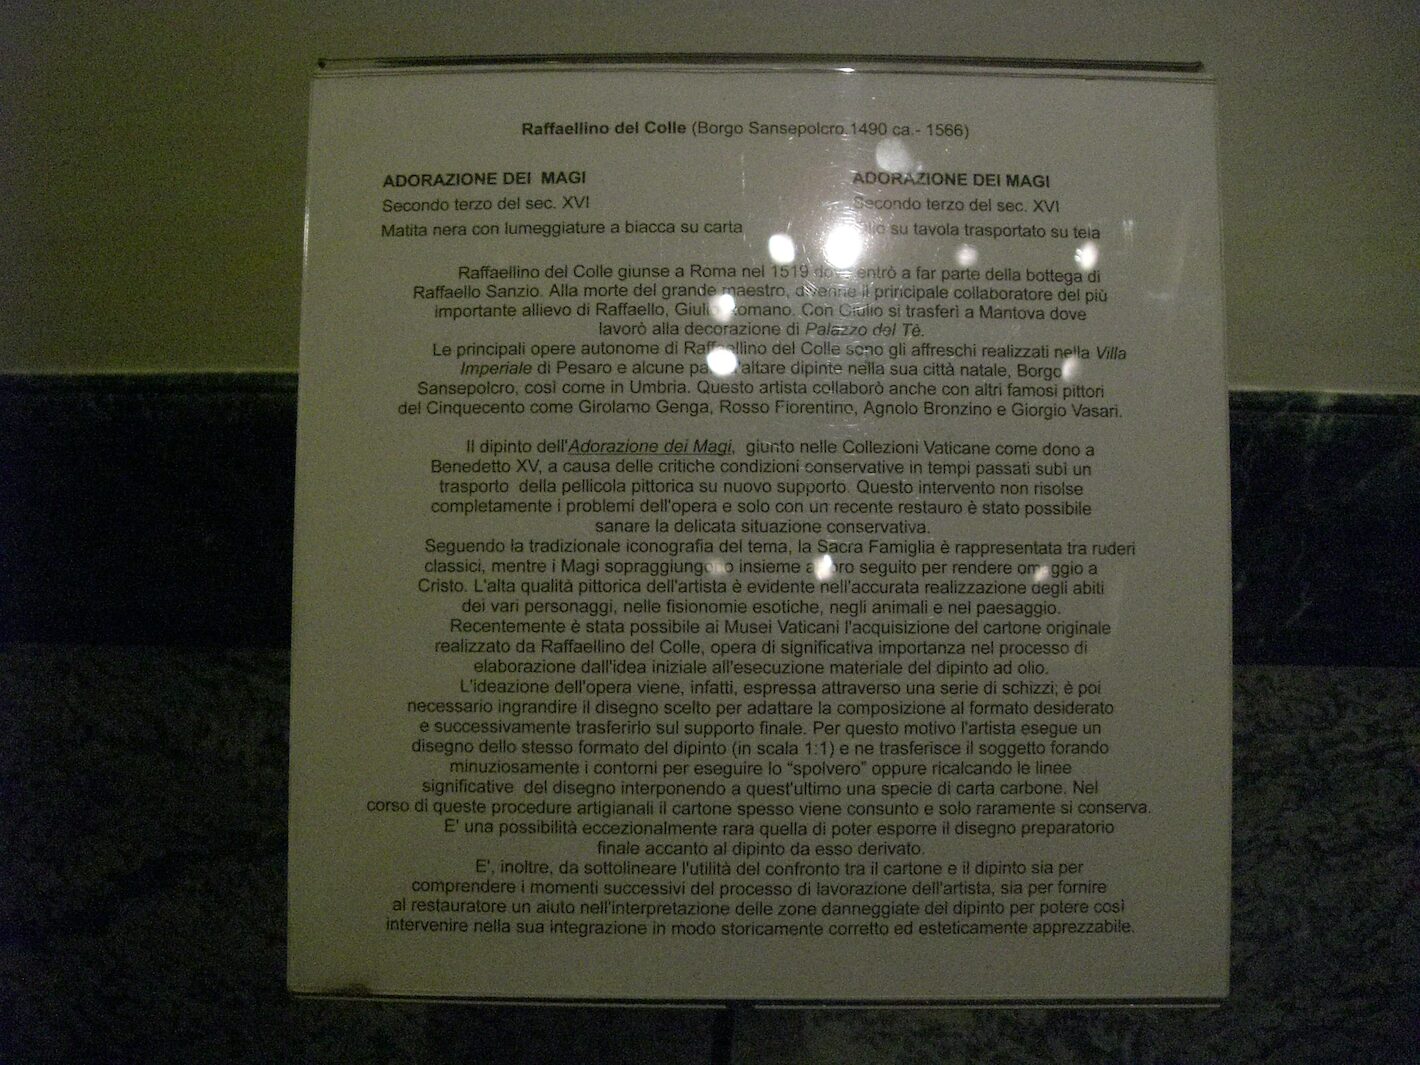 Raffaellino del Colle (Borgo Sansepolcro 1490 ca.- 1566)
ADORAZIONE DEI MAGI
Secondo terzo del sec. XVI
Matita nera con lumeggiature a biacca su carta
ADORAZIONE DEI MAGI
Secondo terzo del sec. XVI
su tavola trasportato su tela
Raffaellino del Colle giunse a Roma nel 1519 dove entrò a far parte della bottega di
Raffaello Sanzio. Alla morte del grande maestro, divenne il principale collaboratore del più
importante allievo di Raffaello, Giulio Romano. Con Giulio si trasferì a Mantova dove
lavorò alla decorazione di Palazzo del Tè.
Le principali opere autonome di Raffaellino del Colle sono gli affreschi realizzati nella Villa
Imperiale di Pesaro e alcune d'altare dipinte nella sua città natale, Borgo
Sansepolcro, così come in Umbria. Questo artista collaborò anche con altri famosi pittori
del Cinquecento come Girolamo Genga, Rosso Fiorentino, Agnolo Bronzino e Giorgio Vasari.
Il dipinto dell'Adorazione dei Magi, giunto nelle Collezioni Vaticane come dono a
Benedetto XV, a causa delle critiche condizioni conservative in tempi passati subì un
trasporto della pellicola pittorica su nuovo supporto. Questo intervento non risolse
completamente i problemi dell'opera e solo con un recente restauro è stato possibile
sanare la delicata situazione conservativa.
Seguendo la tradizionale iconografia del tema, la Sacra Famiglia è rappresentata tra ruderi
classici, mentre i Magi sopraggiungono insieme al loro seguito per rendere omaggio a
Cristo. L'alta qualità pittorica dell'artista è evidente nell'accurata realizzazione degli abiti
dei vari personaggi, nelle fisionomie esotiche, negli animali e nel paesaggio.
Recentemente è stata possibile ai Musei Vaticani l'acquisizione del cartone originale
realizzato da Raffaellino del Colle, opera di significativa importanza nel processo di
elaborazione dall'idea iniziale all'esecuzione materiale del dipinto ad olio.
L'ideazione dell'opera viene, infatti, espressa attraverso una serie di schizzi; è poi
necessario ingrandire il disegno scelto per adattare la composizione al formato desiderato
e successivamente trasferirlo sul supporto finale. Per questo motivo l'artista esegue un
disegno dello stesso formato del dipinto (in scala 1:1) e ne trasferisce il soggetto forando
minuziosamente i contorni per eseguire lo “spolvero” oppure ricalcando le linee
significative del disegno interponendo a quest'ultimo una specie di carta carbone. Nel
corso di queste procedure artigianali il cartone spesso viene consunto e solo raramente si conserva.
E' una possibilità eccezionalmente rara quella di poter esporre il disegno preparatorio
finale accanto al dipinto da esso derivato.
E', inoltre, da sottolineare l'utilità del confronto tra il cartone e il dipinto sia per
comprendere i momenti successivi del processo di lavorazione dell'artista, sia per fornire
al restauratore un aiuto nell'interpretazione delle zone danneggiate del dipinto per potere così
intervenire nella sua integrazione in modo storicamente corretto ed esteticamente apprezzabile.